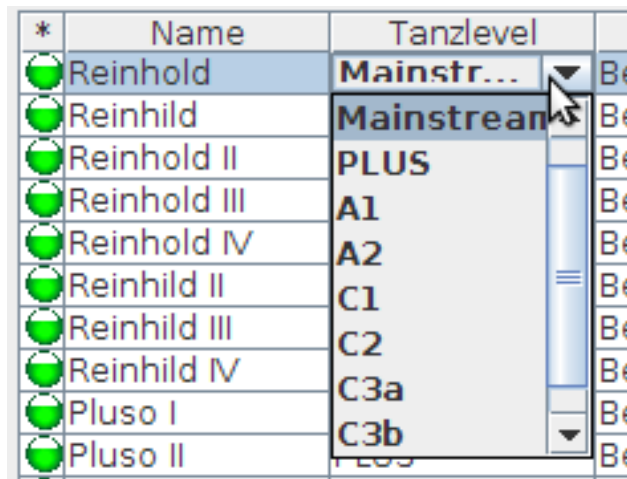 * Name Tanzlevel
Reinhold Mainstr... Be
Reinhild Mainstream Be
Reinhold II PLUS Be
Reinhold III A1 Be
Reinhold IV A2 Be
Reinhild II C1 Be
Reinhild III C2 Be
Reinhild IV C3a Be
Pluso I C3b Be
Pluso II PLUS Be